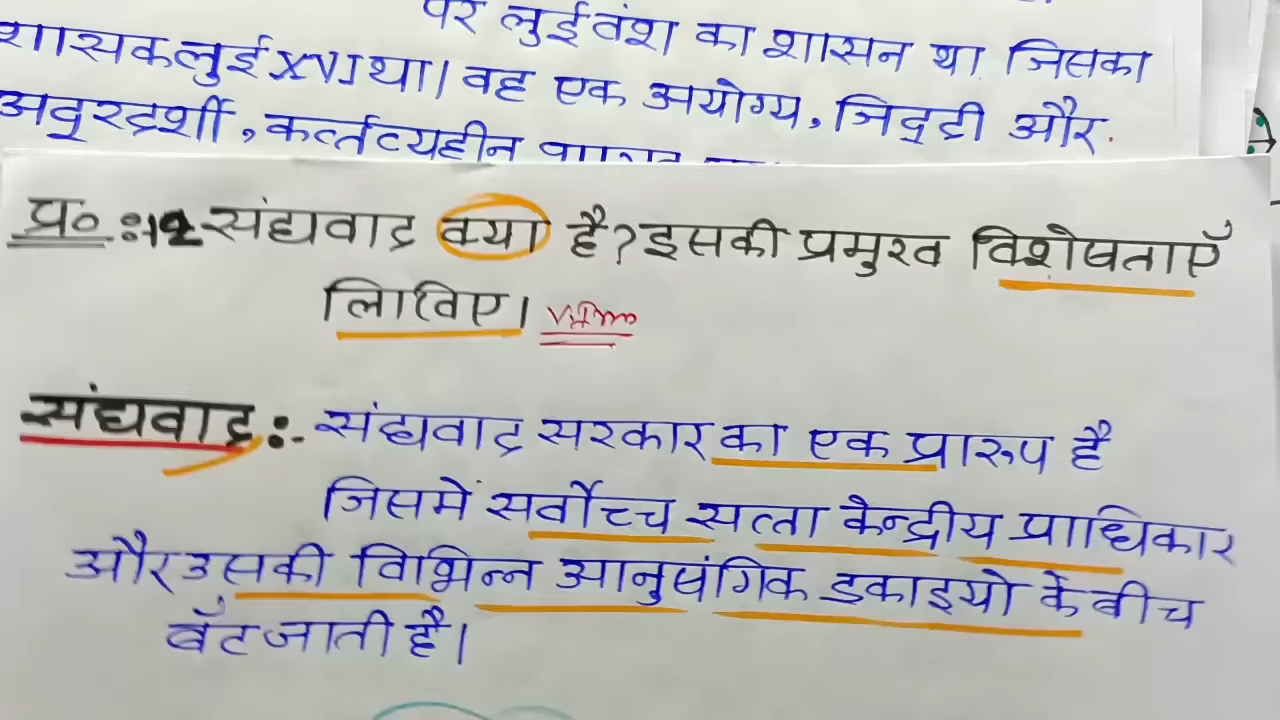 पर लुई वंश का शासन था जिसका
शासक लुई XVI था। वह एक अयोग्य, जिद्दी और
अदूरदर्शी, कर्त्तव्यहीन
प्र० :12- संघवाद क्या है? इसकी प्रमुख विशेषताएँ
लिखिए। V.V.Imp
संघवाद :- संघवाद सरकार का एक प्रारूप है
जिसमें सर्वोच्च सत्ता केन्द्रीय प्राधिकार
और उसकी विभिन्न आनुषंगिक इकाइयो के बीच
बँट जाती है।